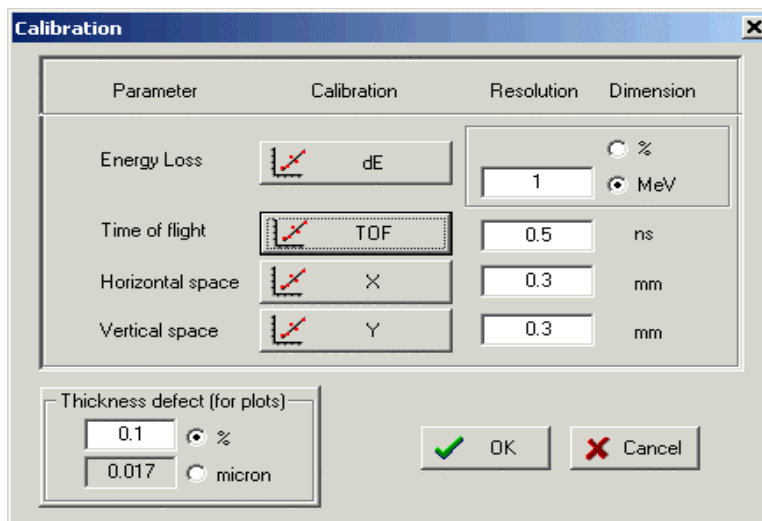 Calibration
Parameter Calibration Resolution Dimension
%
Energy Loss dE 1 MeV
Time of flight TOF 0.5 ns
Horizontal space X 0.3 mm
Vertical space Y 0.3 mm
Thickness defect (for plots)
0.1 %
0.017 micron
OK Cancel